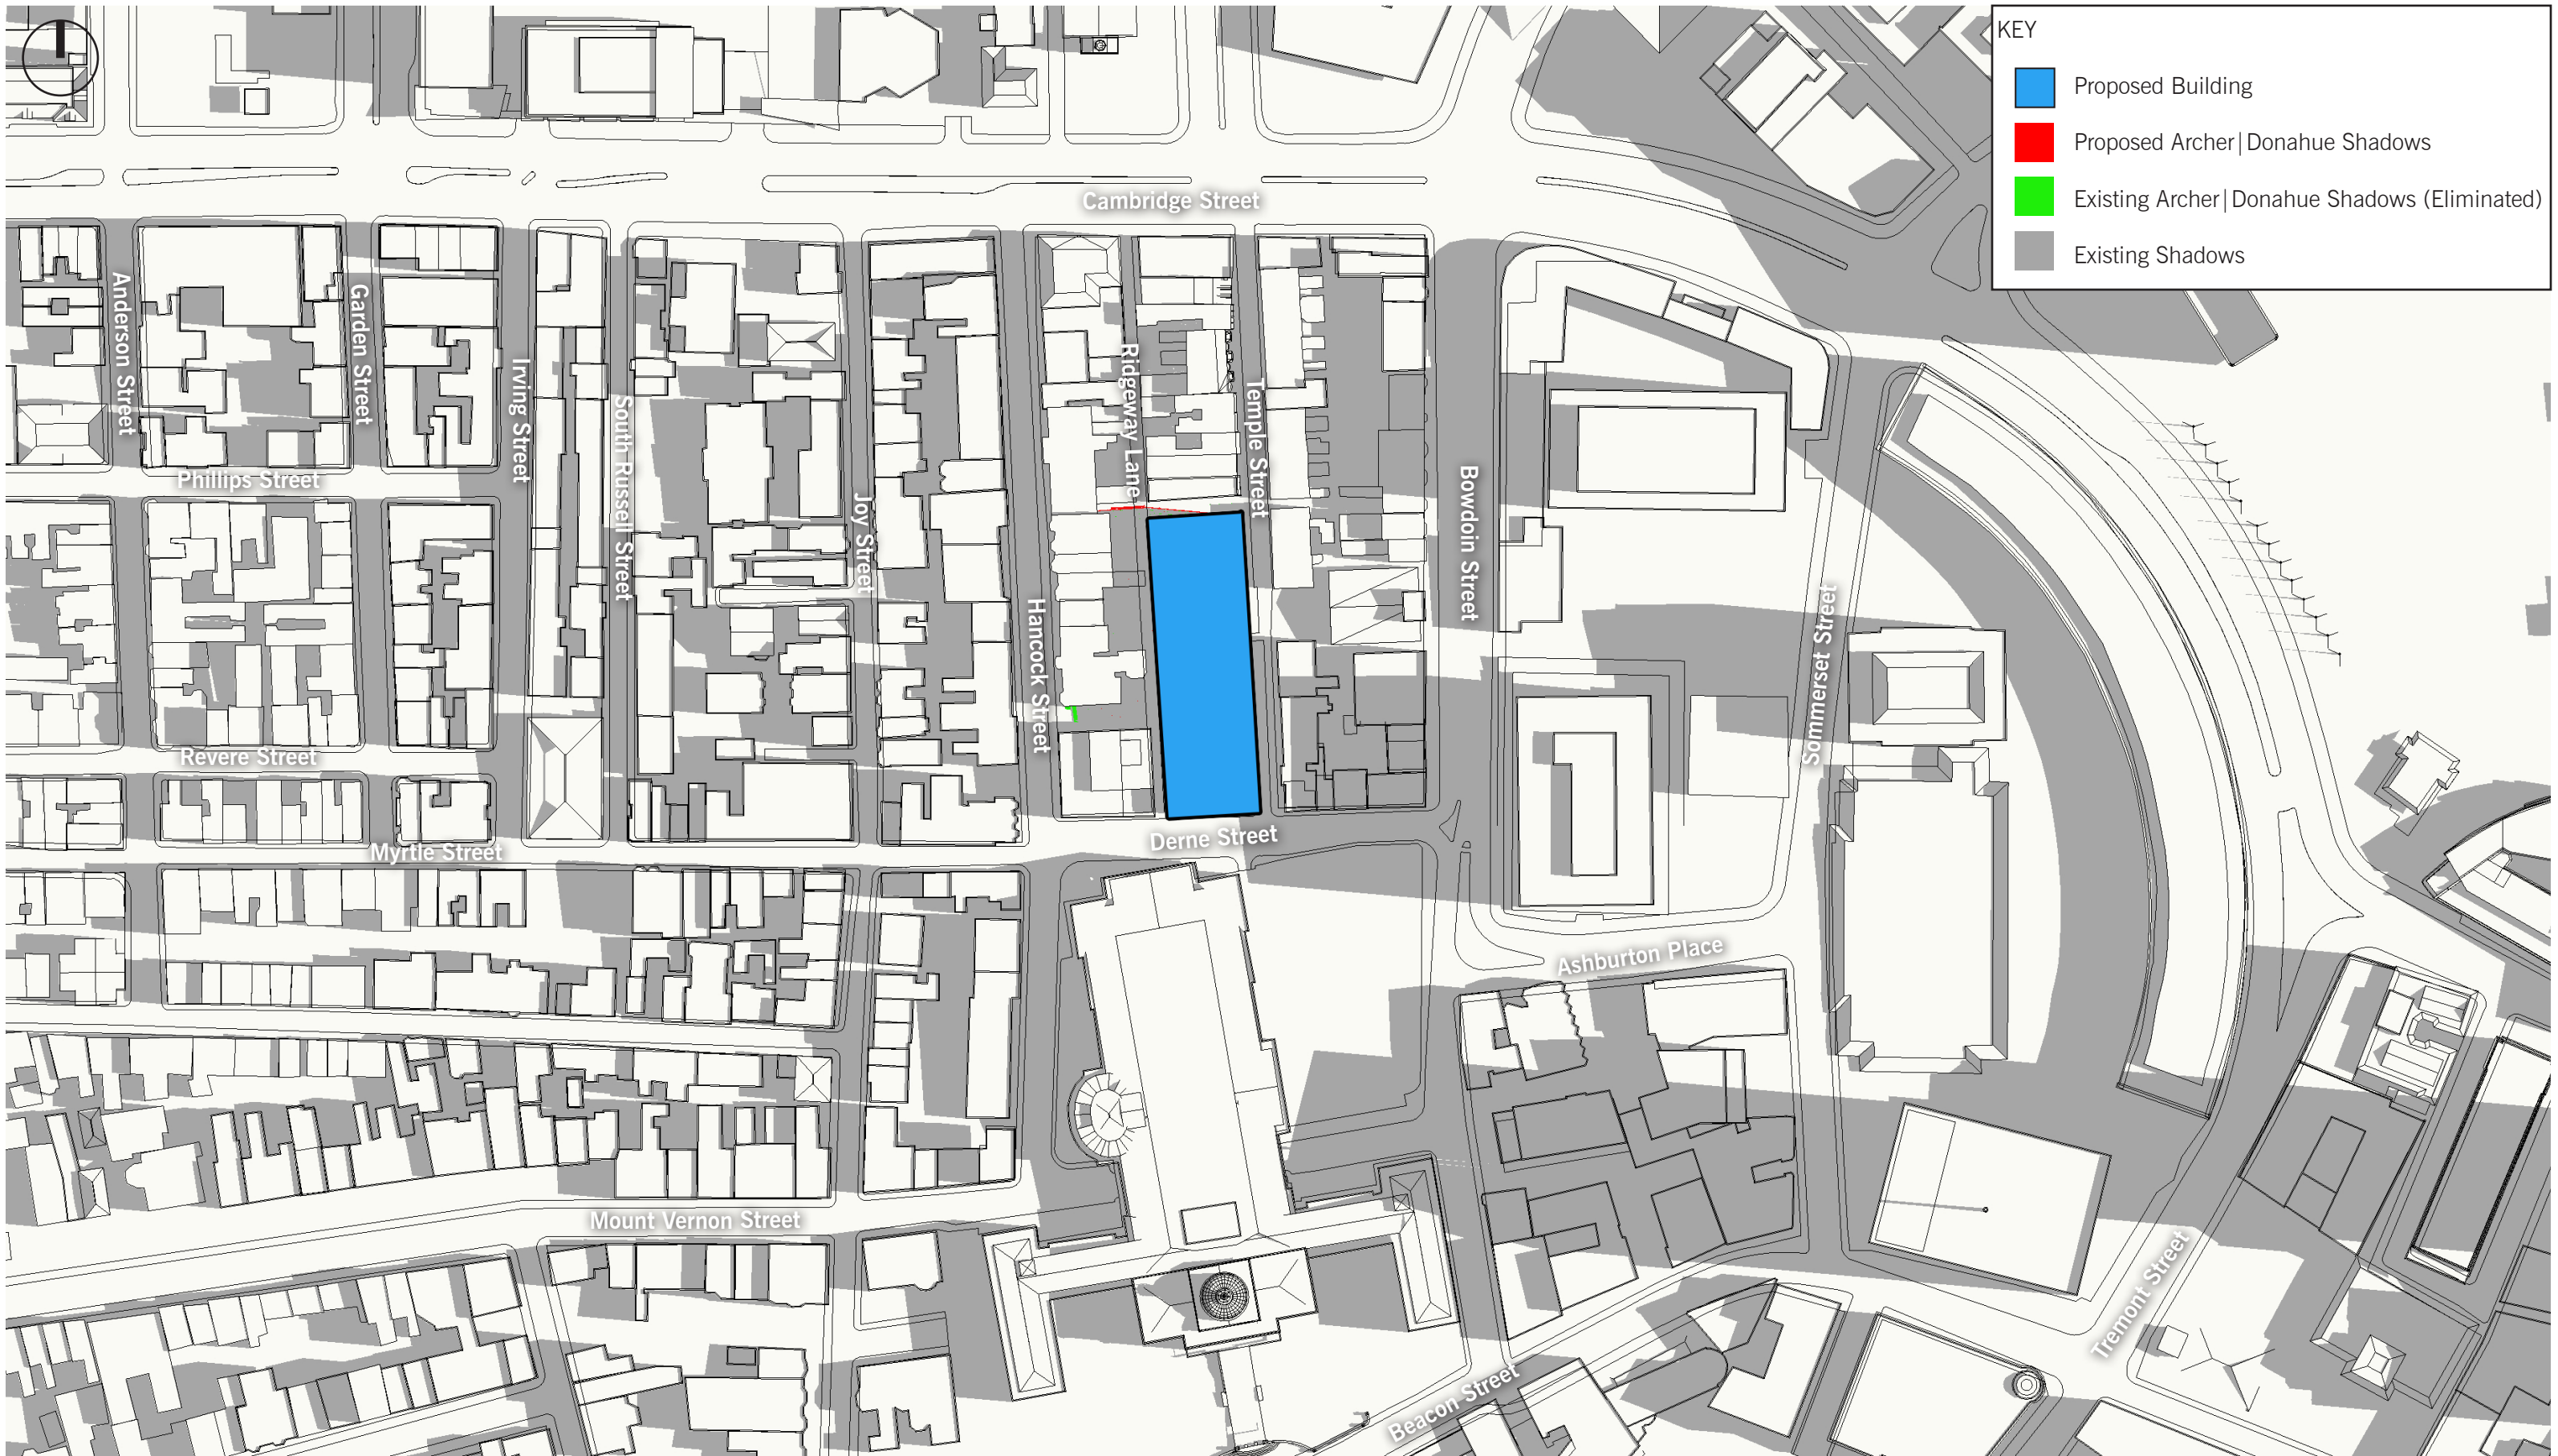 KEY
Proposed Building
Proposed Archer|Donahue Shadows
Existing Archer|Donahue Shadows (Eliminated)
Existing Shadows
Cambridge Street
Anderson Street
Garden Street
Irving Street
South Russell Street
Joy Street
Hancock Street
Ridgeway Lane
Temple Street
Bowdoin Street
Sommerset Street
Phillips Street
Revere Street
Myrtle Street
Derne Street
Ashburton Place
Mount Vernon Street
Beacon Street
Tremont Street